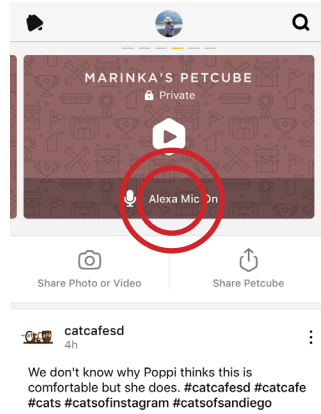 MARINKA'S PETCUBE
Private
Alexa Mic On
Share Photo or Video
Share Petcube
catcafesd
4h
We don't know why Poppi thinks this is
comfortable but she does. #catcafesd #catcafe
#cats #catsofinstagram #catsofsandiego